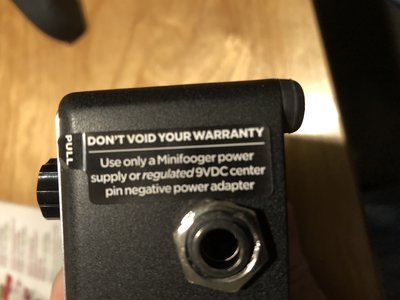 PULL
DON'T VOID YOUR WARRANTY
Use only a Minifooger power
supply or regulated 9VDC center
pin negative power adapter